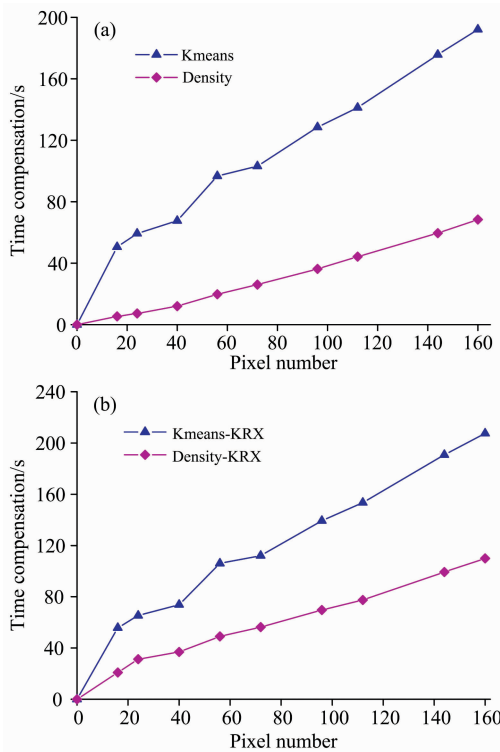 (a)
Kmeans
Density
Time compensation/s
200
160
120
80
40
0
0 20 40 60 80 100 120 140 160
Pixel number
(b)
Kmeans-KRX
Density-KRX
Time compensation/s
240
200
160
120
80
40
0
0 20 40 60 80 100 120 140 160
Pixel number